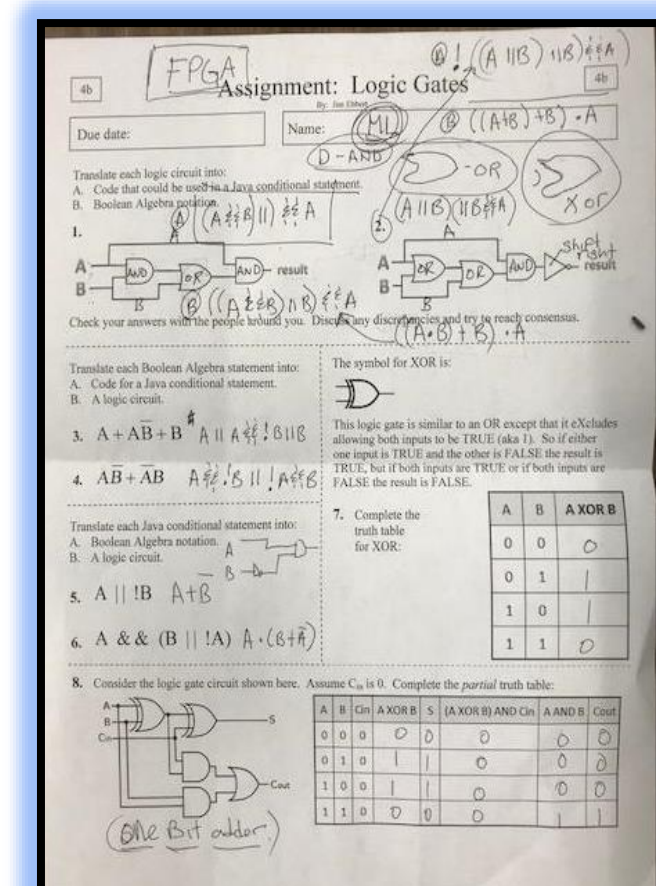 FPGA
A ! ((A || B) || B) && A)
4b
Assignment: Logic Gates
4b
By: Jim Ebbert
B ((A+B)+B) • A
Due date:
Name:
ML
D - AND
- OR
XOr
Translate each logic circuit into:
A. Code that could be used in a Java conditional statement.
B. Boolean Algebra notation.
A ((A && B) ||) && A
(A || B) (|| B && A)
1.
A
A
B
AND
OR
AND
result
B
2.
A
A
B
OR
OR
AND
Shift
right
result
B
B ((A && B) ∩ B) && A
Check your answers with the people around you. Discuss any discrepancies and try to reach consensus.
((A•B) + B) • A
Translate each Boolean Algebra statement into:
A. Code for a Java conditional statement.
B. A logic circuit.
3. A + AB̅ + B A || A && !B || B
4. AB̅ + A̅B A && !B || !A && B
The symbol for XOR is:
This logic gate is similar to an OR except that it eXcludes
allowing both inputs to be TRUE (aka 1). So if either
one input is TRUE and the other is FALSE the result is
TRUE, but if both inputs are TRUE or if both inputs are
FALSE the result is FALSE.
Translate each Java conditional statement into:
A. Boolean Algebra notation.
B. A logic circuit.
A
B
5. A || !B A+B̅
6. A && (B || !A) A•(B+A̅)
7. Complete the
truth table
for XOR:
A B A XOR B
0 0 0
0 1 1
1 0 1
1 1 0
8. Consider the logic gate circuit shown here. Assume Cin is 0. Complete the partial truth table:
A
B
Cin
S
Cout
(One Bit adder.)
A B Cin A XOR B S (A XOR B) AND Cin A AND B Cout
0 0 0 0 0 0 0 0
0 1 0 1 1 0 0 0
1 0 0 1 1 0 0 0
1 1 0 0 0 0 1 1